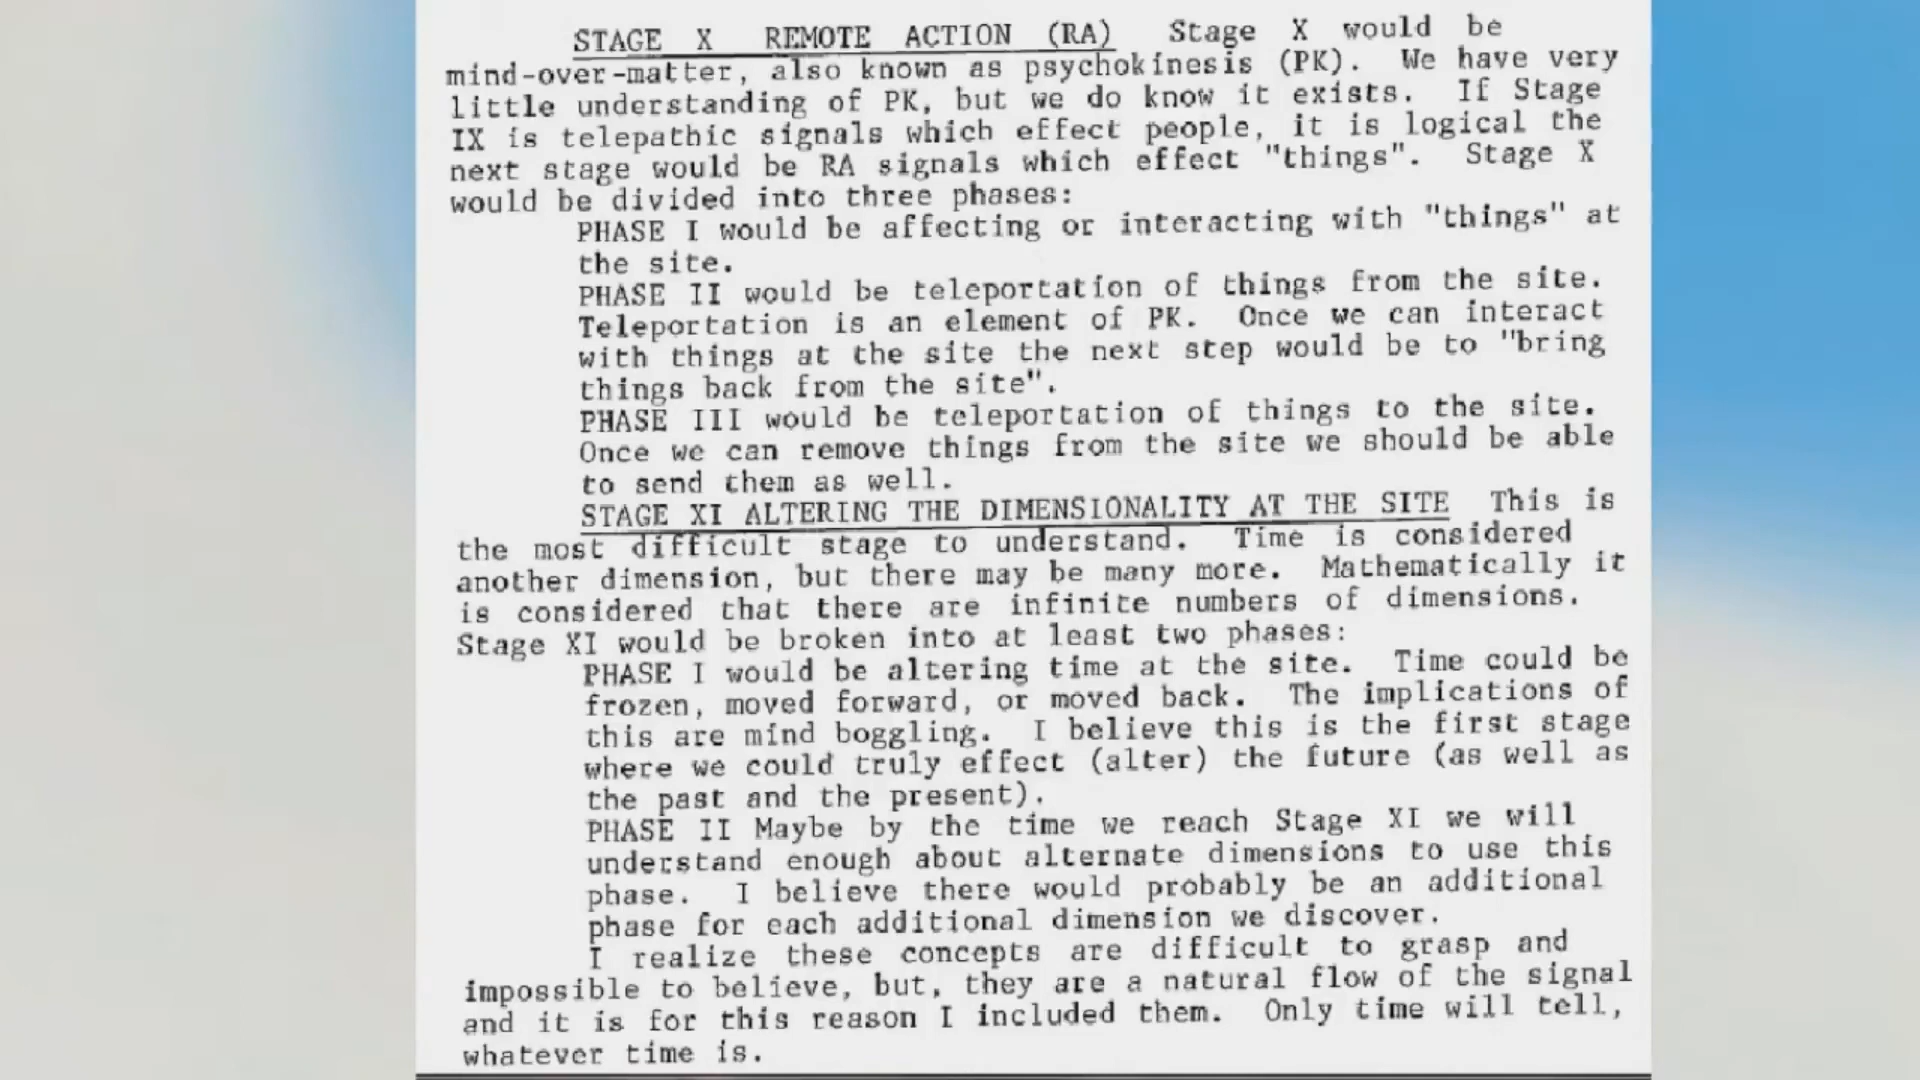 STAGE X REMOTE ACTION (RA) Stage X would be
mind-over-matter, also known as psychokinesis (PK). We have very
little understanding of PK, but we do know it exists. If Stage
IX is telepathic signals which effect people, it is logical the
next stage would be RA signals which effect "things". Stage X
would be divided into three phases:
PHASE I would be affecting or interacting with "things" at
the site.
PHASE II would be teleportation of things from the site.
Teleportation is an element of PK. Once we can interact
with things at the site the next step would be to "bring
things back from the site".
PHASE III would be teleportation of things to the site.
Once we can remove things from the site we should be able
to send them as well.
STAGE XI ALTERING THE DIMENSIONALITY AT THE SITE This is
the most difficult stage to understand. Time is considered
another dimension, but there may be many more. Mathematically it
is considered that there are infinite numbers of dimensions.
Stage XI would be broken into at least two phases:
PHASE I would be altering time at the site. Time could be
frozen, moved forward, or moved back. The implications of
this are mind boggling. I believe this is the first stage
where we could truly effect (alter) the future (as well as
the past and the present).
PHASE II Maybe by the time we reach Stage XI we will
understand enough about alternate dimensions to use this
phase. I believe there would probably be an additional
phase for each additional dimension we discover.
I realize these concepts are difficult to grasp and
impossible to believe, but, they are a natural flow of the signal
and it is for this reason I included them. Only time will tell,
whatever time is.